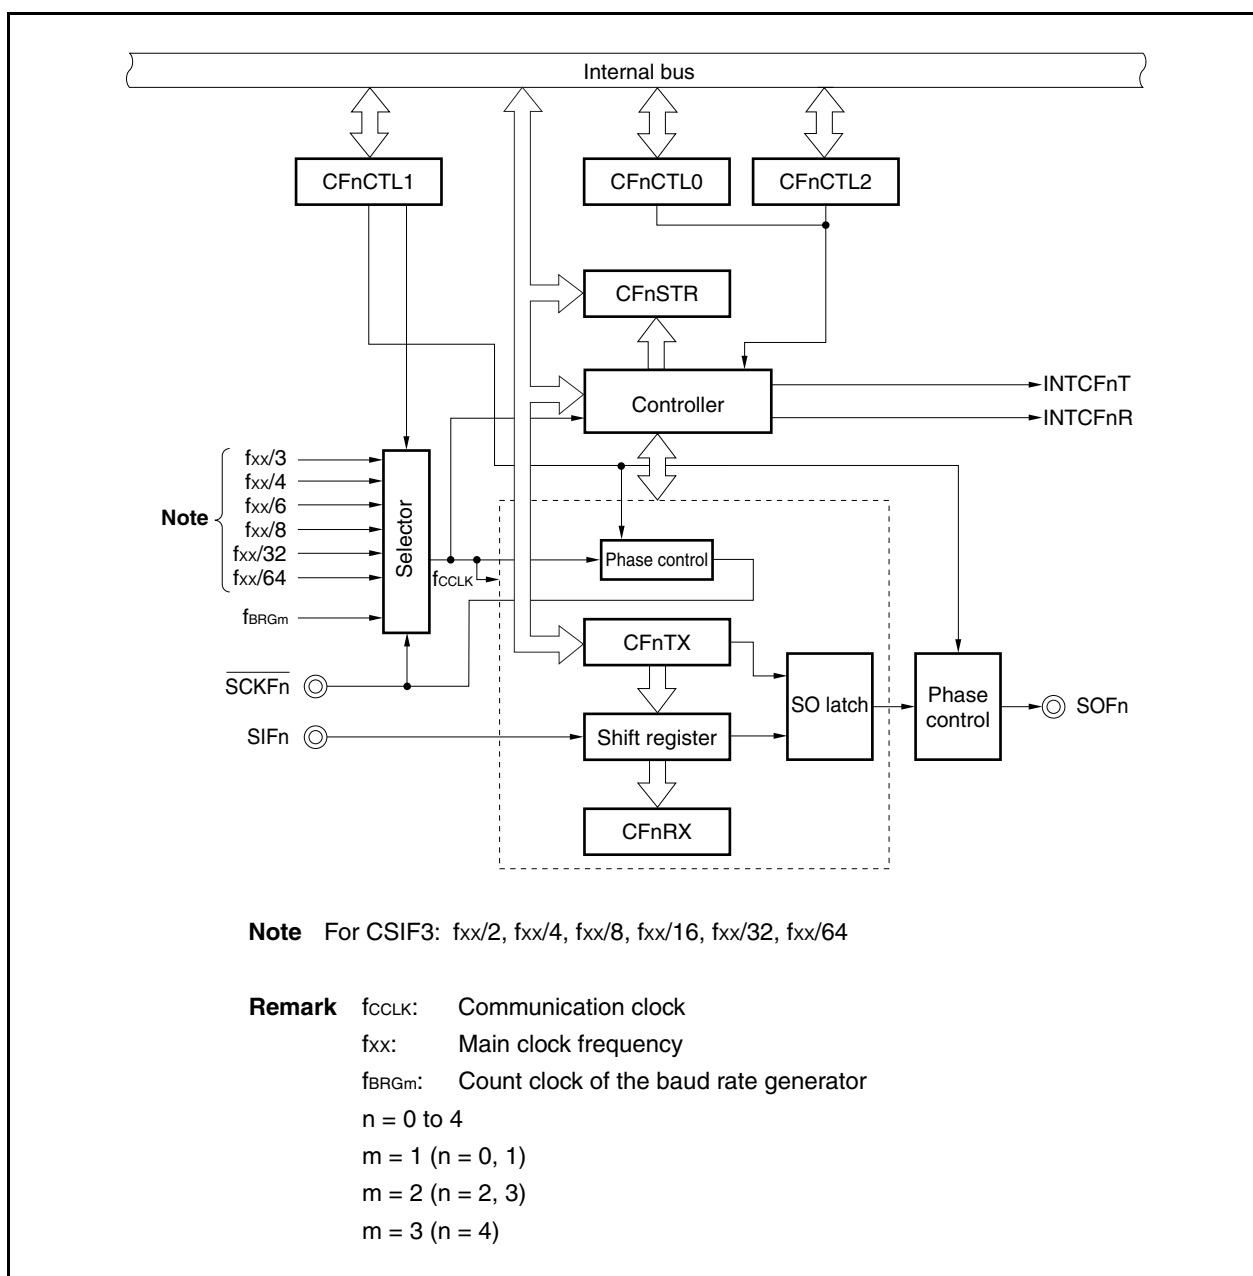 Internal bus
CFnCTL1
CFnCTL0
CFnCTL2
CFnSTR
Controller
INTCFnT
INTCFnR
Note
fxx/3
fxx/4
fxx/6
fxx/8
fxx/32
fxx/64
fBRGm
Selector
fCCLK
Phase control
CFnTX
SCKFn
SIFn
Shift register
SO latch
Phase
control
SOFn
CFnRX
Note For CSIF3: fxx/2, fxx/4, fxx/8, fxx/16, fxx/32, fxx/64
Remark fCCLK: Communication clock
fxx: Main clock frequency
fBRGm: Count clock of the baud rate generator
n = 0 to 4
m = 1 (n = 0, 1)
m = 2 (n = 2, 3)
m = 3 (n = 4)